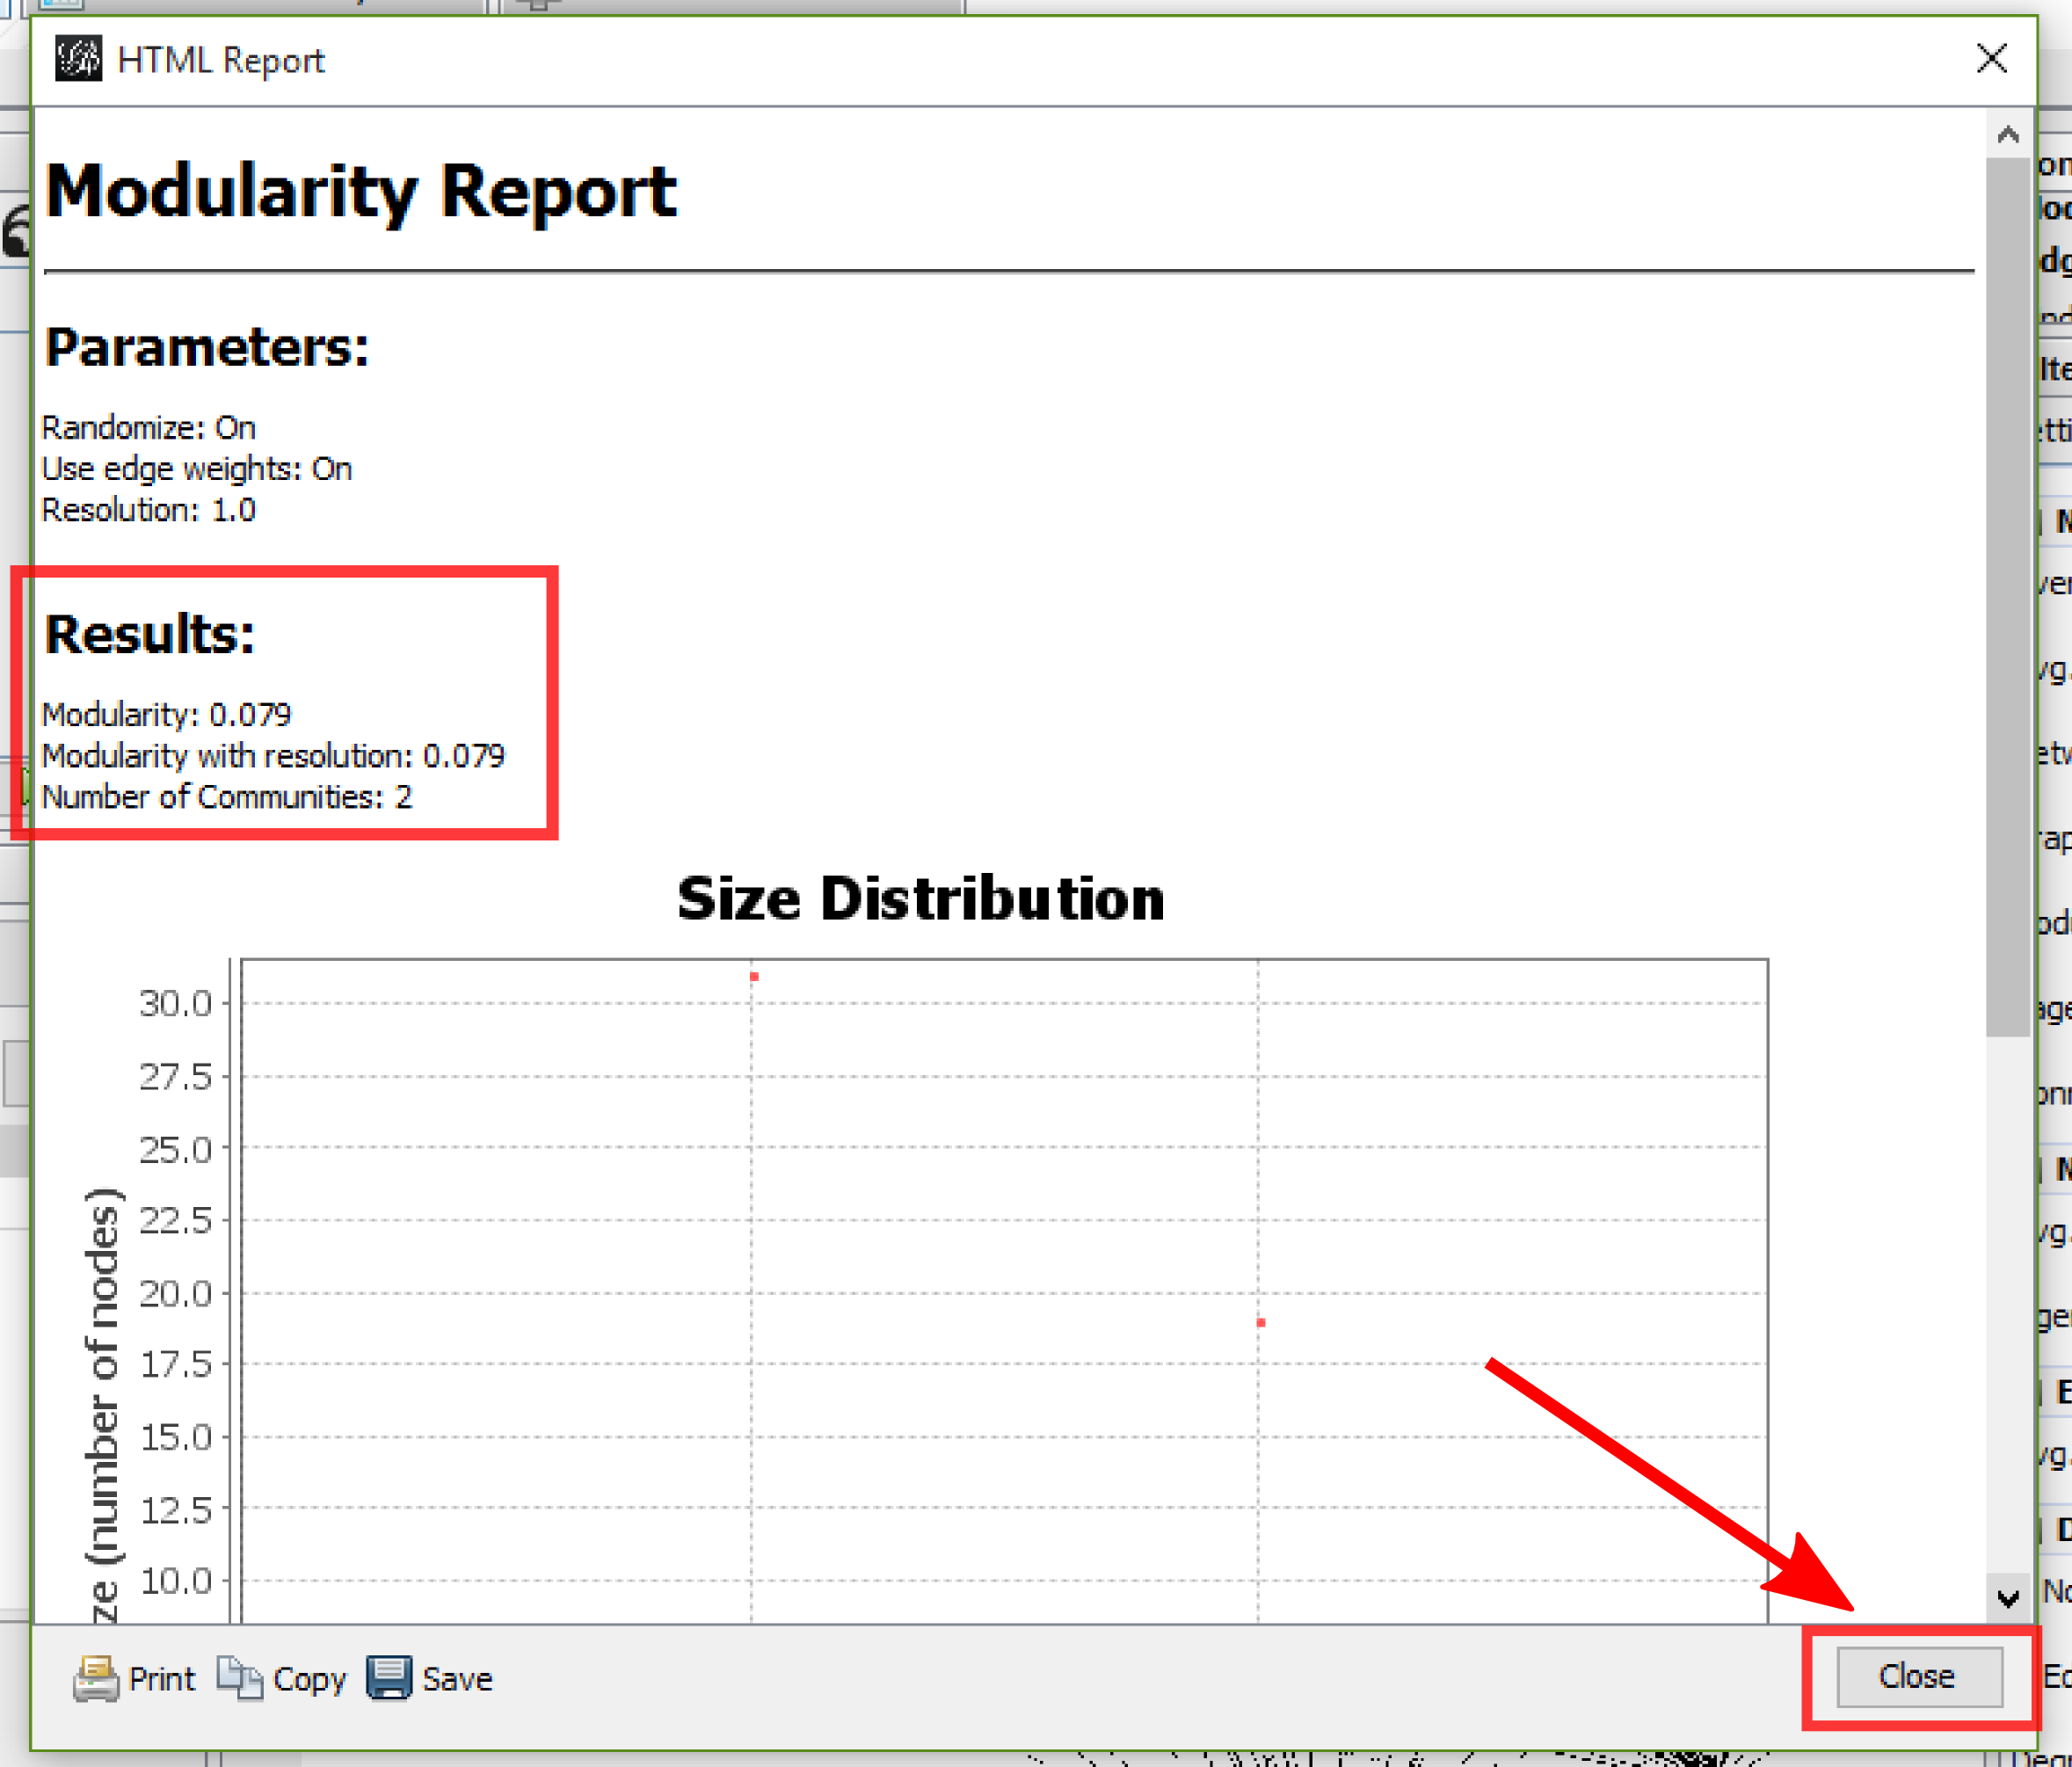 HTML Report
Modularity Report
Parameters:
Randomize: On
Use edge weights: On
Resolution: 1.0
Results:
Modularity: 0.079
Modularity with resolution: 0.079
Number of Communities: 2
Size Distribution
30.0
27.5
25.0
22.5
20.0
17.5
15.0
12.5
10.0
ze (number of nodes)
Print Copy Save
Close